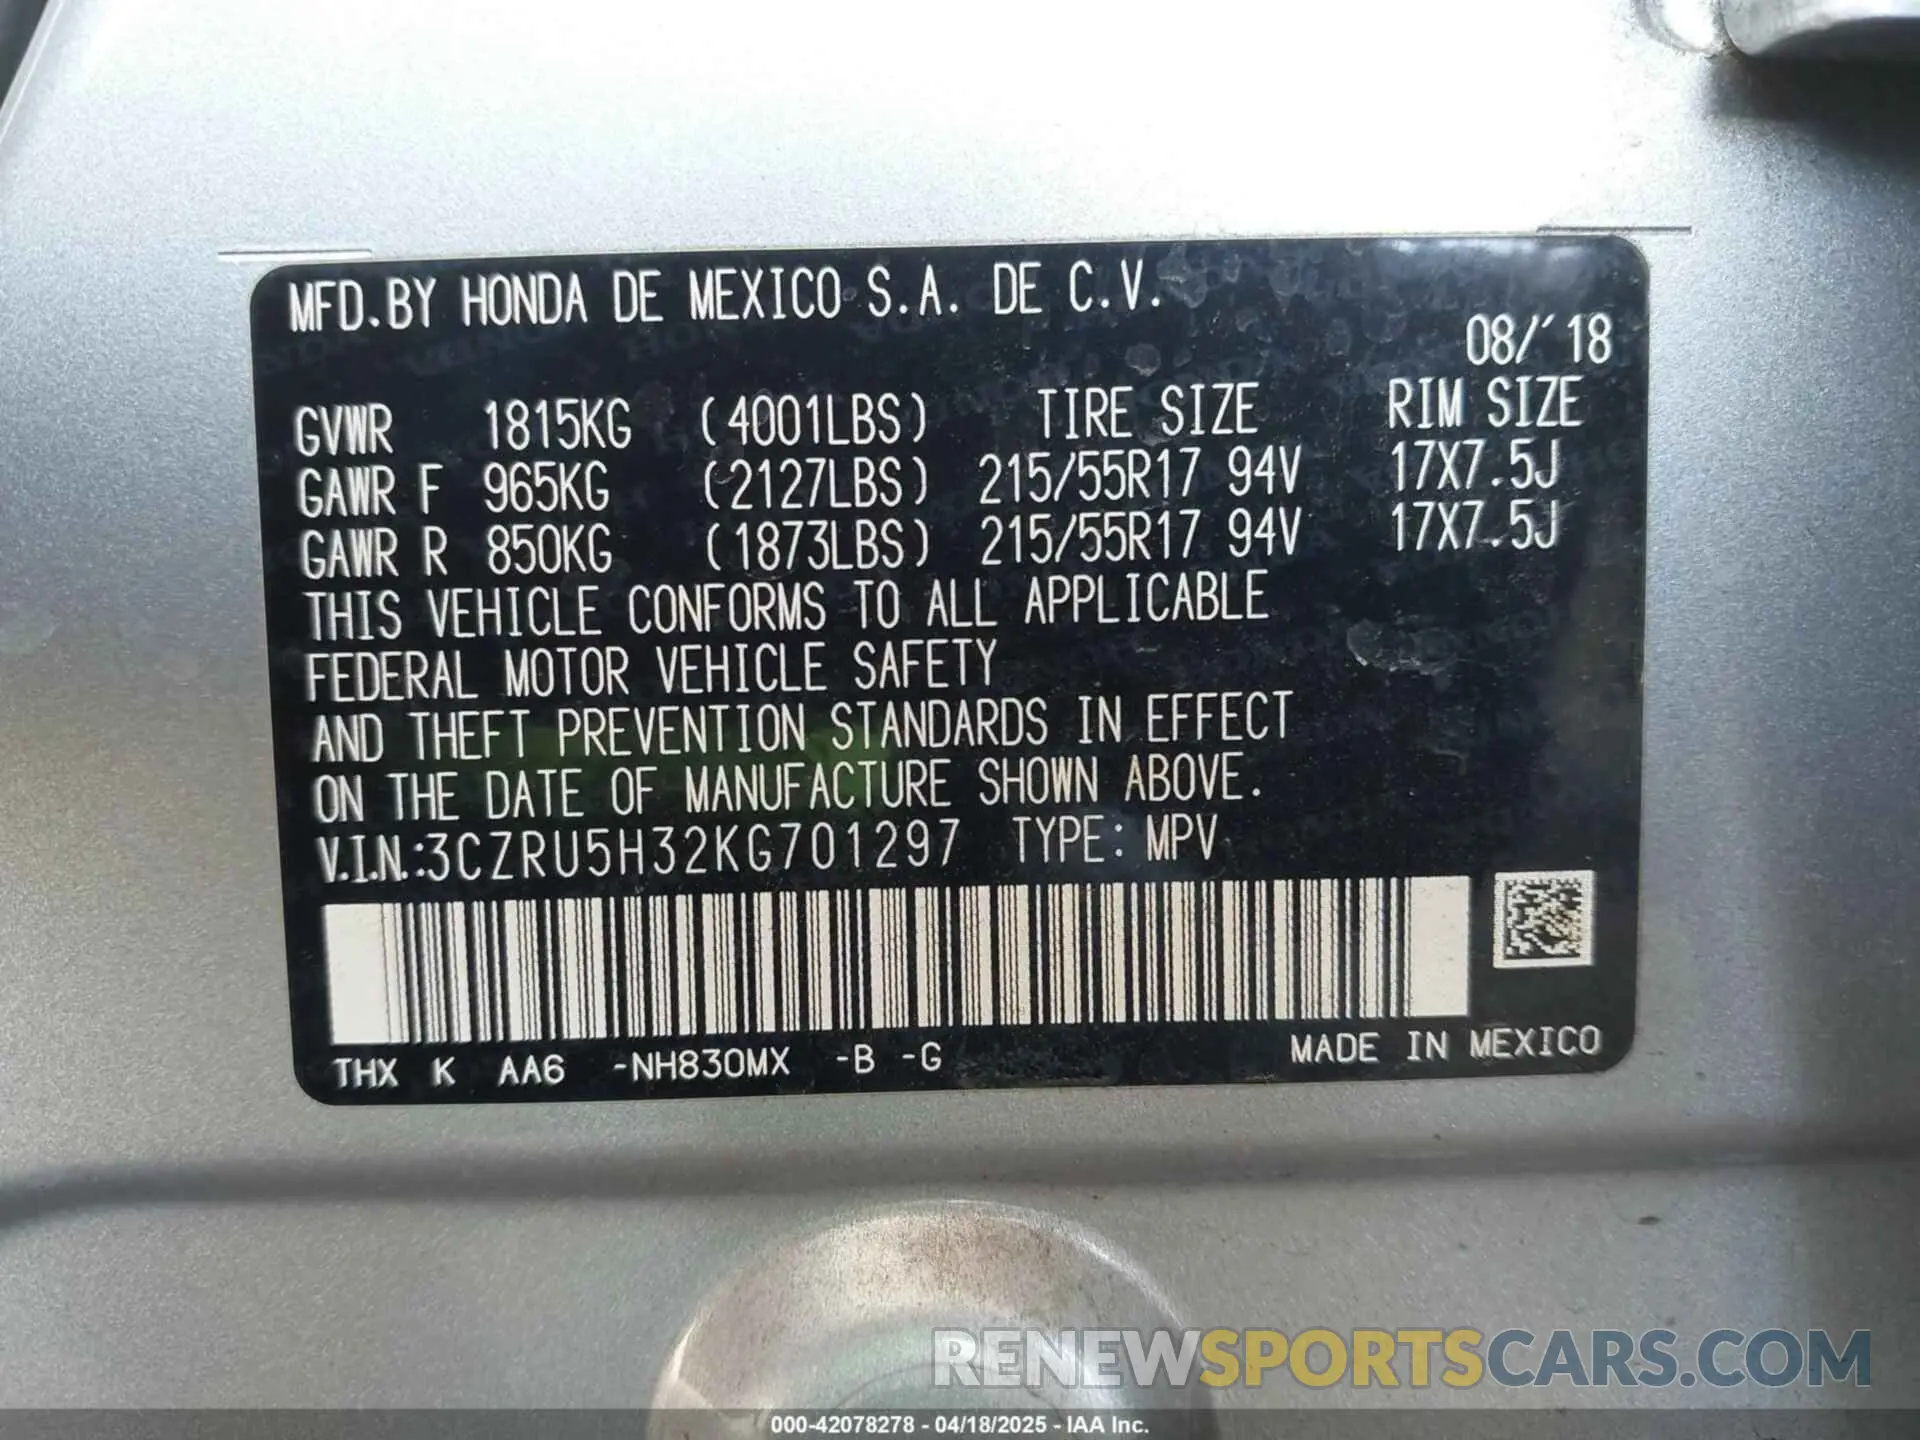 MFD.BY HONDA DE MEXICO S.A. DE C.V.
08/'18
GVWR 1815KG (4001LBS) TIRE SIZE RIM SIZE
GAWR F 965KG (2127LBS) 215/55R17 94V 17X7.5J
GAWR R 850KG (1873LBS) 215/55R17 94V 17X7.5J
THIS VEHICLE CONFORMS TO ALL APPLICABLE
FEDERAL MOTOR VEHICLE SAFETY
AND THEFT PREVENTION STANDARDS IN EFFECT
ON THE DATE OF MANUFACTURE SHOWN ABOVE.
V.I.N.:3CZRU5H32KG701297 TYPE: MPV
THX K AA6 -NH830MX -B -G MADE IN MEXICO
RENEWSPORTSCARS.COM
000-42078278 - 04/18/2025 - IAA Inc.